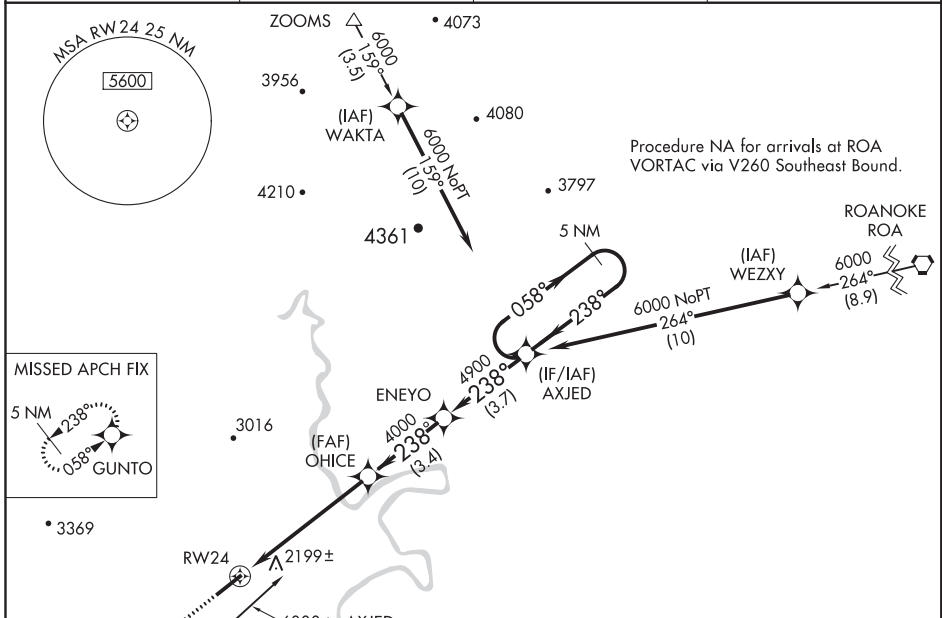 MSA RW 24 25 NM
5600
ZOOMS
4073
6000
159°
(3.5)
3956
(IAF)
WAKTA
4080
6000 NoPT
159°
(10)
Procedure NA for arrivals at ROA
VORTAC via V260 Southeast Bound.
4210
3797
4361
5 NM
ROANOKE
ROA
(IAF)
WEZXY
6000
264°
(8.9)
058°
238°
6000 NoPT
264°
(10)
MISSED APCH FIX
5 NM
238°
058°
GUNTO
(IF/IAF)
AXJED
4900
238°
(3.7)
ENEYO
4000
238°
(3.4)
3016
(FAF)
OHICE
3369
RW24
2199±
AXJED